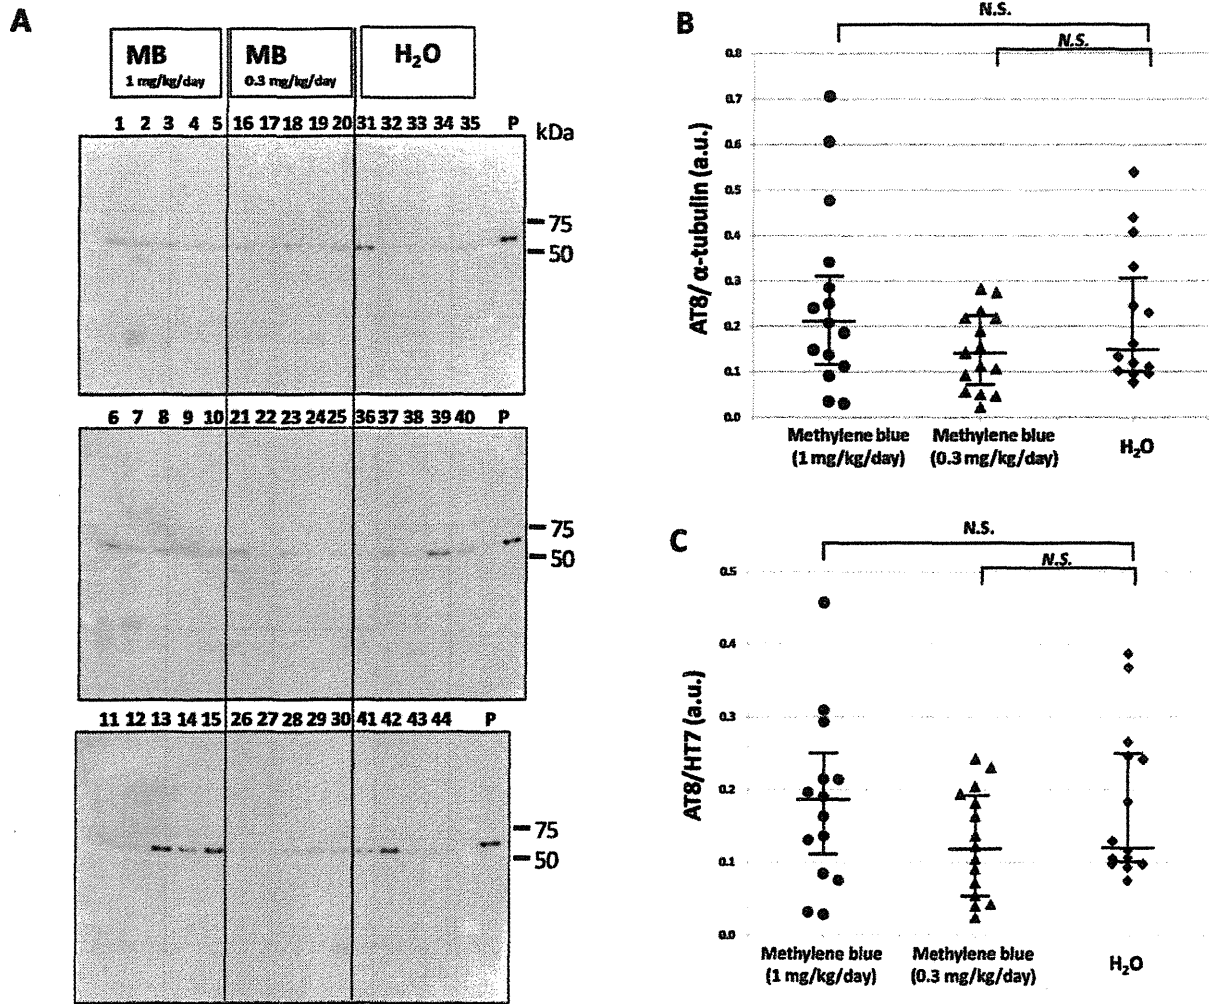 A
MB
1 mg/kg/day
MB
0.3 mg/kg/day
H₂O
1 2 3 4 5 16 17 18 19 20 31 32 33 34 35 P kDa
75
50
6 7 8 9 10 21 22 23 24 25 36 37 38 39 40 P
75
50
11 12 13 14 15 26 27 28 29 30 41 42 43 44 P
75
50
B
N.S.
N.S.
AT8/α-tubulin (a.u.)
0.8
0.7
0.6
0.5
0.4
0.3
0.2
0.1
0.0
Methylene blue
(1 mg/kg/day)
Methylene blue
(0.3 mg/kg/day)
H₂O
C
N.S.
N.S.
AT8/HT7 (a.u.)
0.5
0.4
0.3
0.2
0.1
0.0
Methylene blue
(1 mg/kg/day)
Methylene blue
(0.3 mg/kg/day)
H₂O